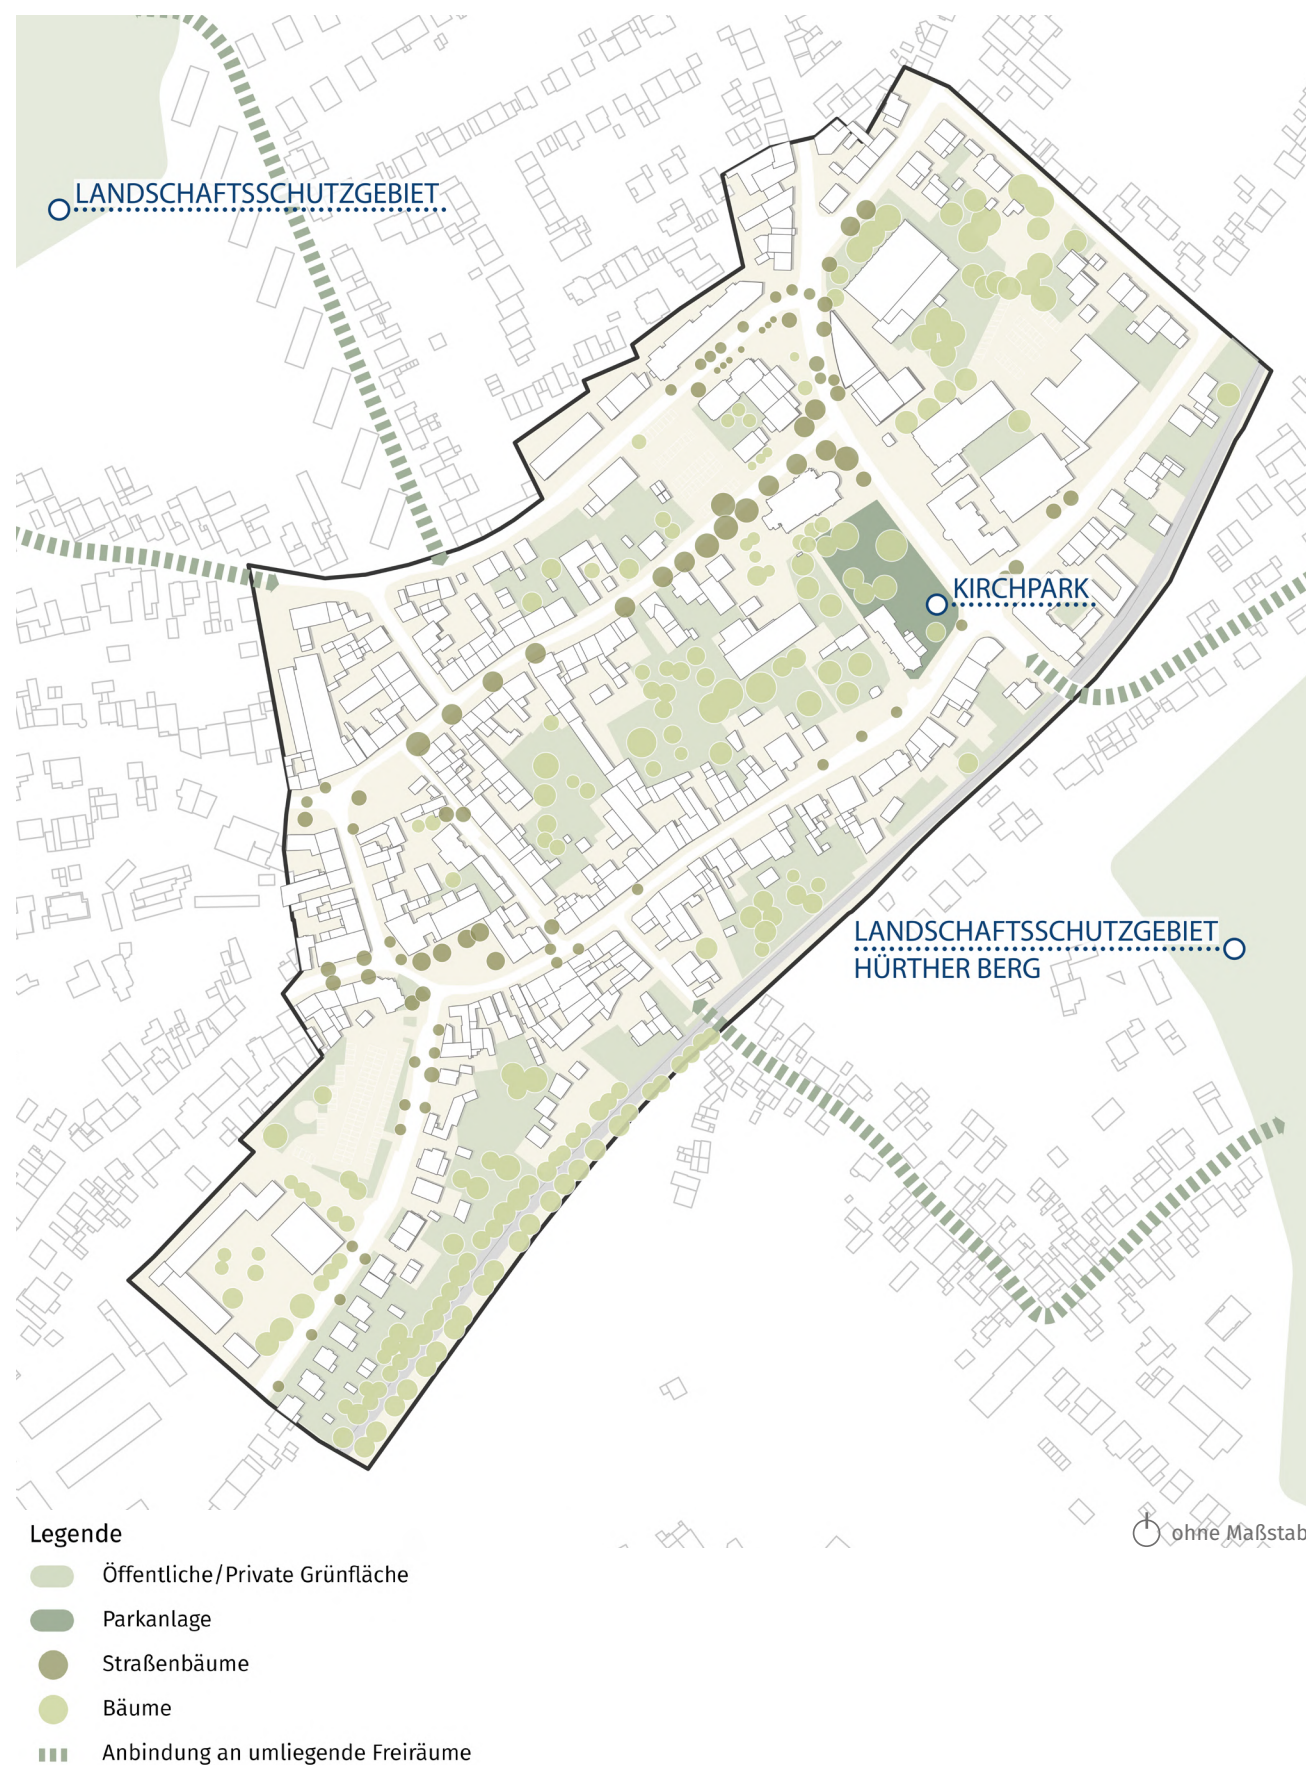 LANDSCHAFTSSCHUTZGEBIET
KIRCHPARK
LANDSCHAFTSSCHUTZGEBIET
HÜRTHER BERG
Legende
ohne Maßstab
Öffentliche/Private Grünfläche
Parkanlage
Straßenbäume
Bäume
Anbindung an umliegende Freiräume